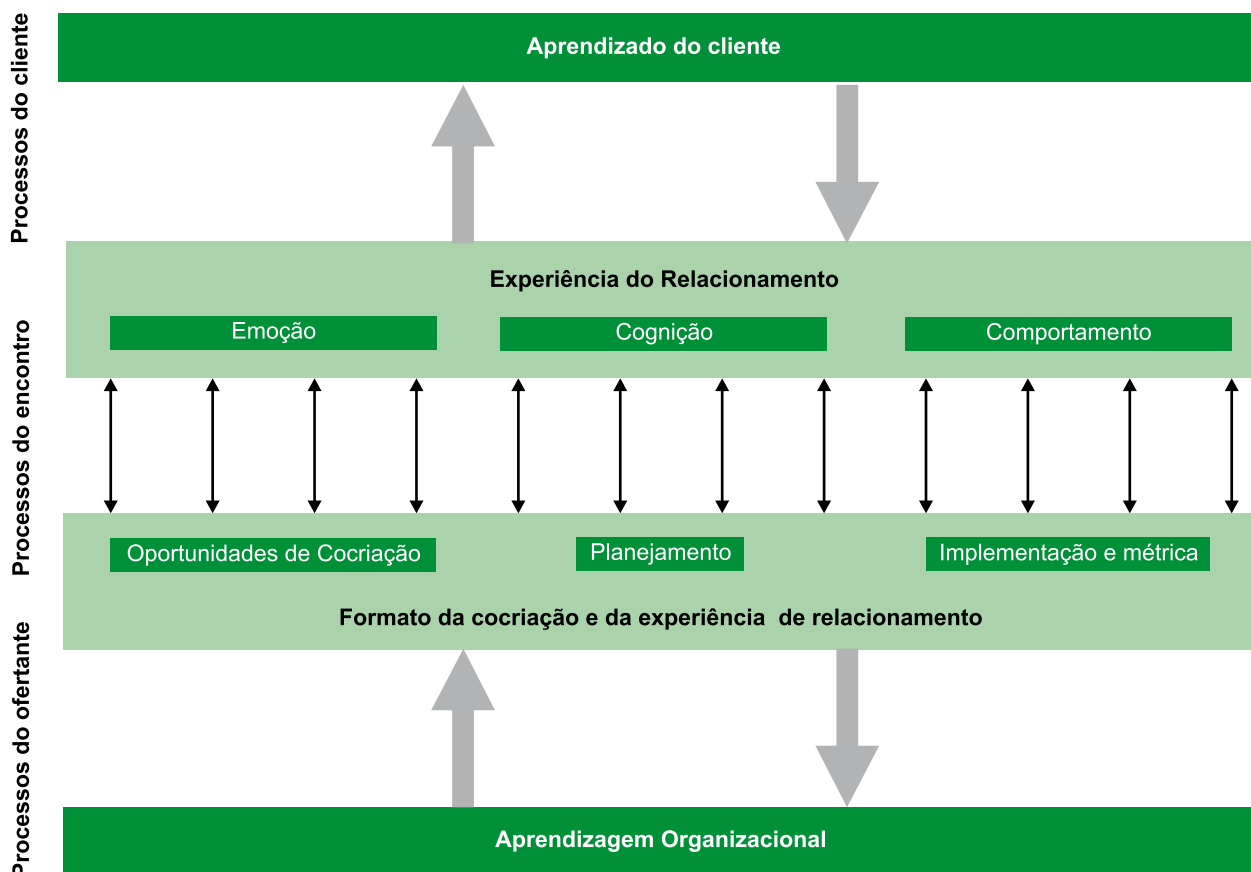 Processos do cliente
Aprendizado do cliente
Experiência do Relacionamento
Emoção
Cognição
Comportamento
Processos do encontro
Oportunidades de Cocriação
Planejamento
Implementação e métrica
Formato da cocriação e da experiência de relacionamento
Processos do ofertante
Aprendizagem Organizacional